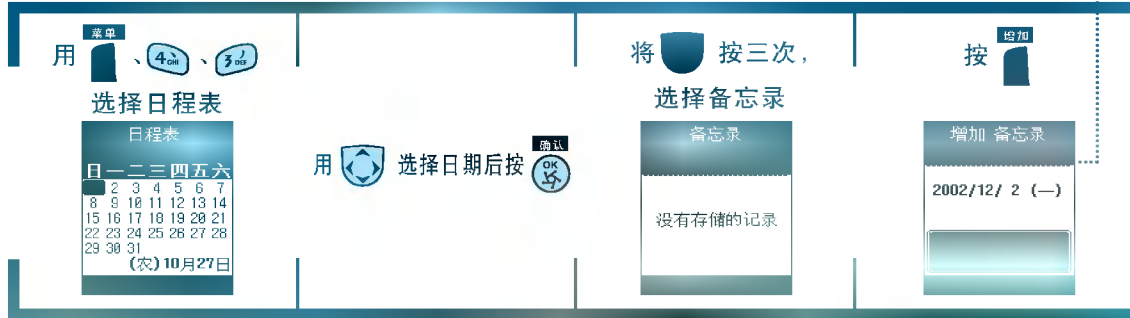 菜单
用 、4 GHI 、3 DEF
选择日程表
日程表
日一二三四五六
2 3 4 5 6 7
8 9 10 11 12 13 14
15 16 17 18 19 20 21
22 23 24 25 26 27 28
29 30 31
(农)10月27日
确认
用 选择日期后按 OK
将 按三次，
选择备忘录
备忘录
没有存储的记录
增加
按
增加 备忘录
2002/12/ 2 (一)